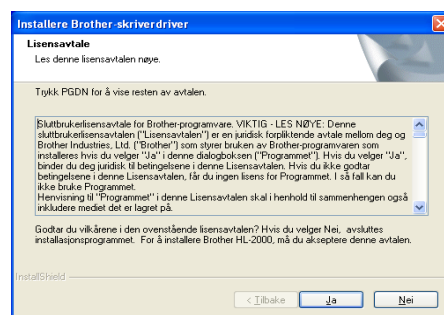 Installere Brother-skriverdriver
Lisensavtale
Les denne lisensavtalen nøye.
Trykk PGDN for å vise resten av avtalen.
Sluttbrukerlisensavtale for Brother-programvare. VIKTIG - LES NØYE: Denne
sluttbrukerlisensavtalen ("Lisensavtalen") er en juridisk forpliktende avtale mellom deg og
Brother Industries, Ltd. ("Brother") som styrer bruken av Brother-programvaren som
installeres hvis du velger "Ja" i denne dialogboksen ("Programmet"). Hvis du velger "Ja",
binder du deg juridisk til betingelsene i denne Lisensavtalen. Hvis du ikke godtar
betingelsene i denne Lisensavtalen, får du ingen lisens for Programmet. I så fall kan du
ikke bruke Programmet.
Henvisning til "Programmet" i denne Lisensavtalen skal i henhold til sammenhengen også
inkludere mediet det er lagret på.
Godtar du vilkårene i den ovenstående lisensavtalen? Hvis du velger Nei, avsluttes
installasjonsprogrammet. For å installere Brother HL-2000, må du akseptere denne avtalen.
InstallShield
< Tilbake
Ja
Nei